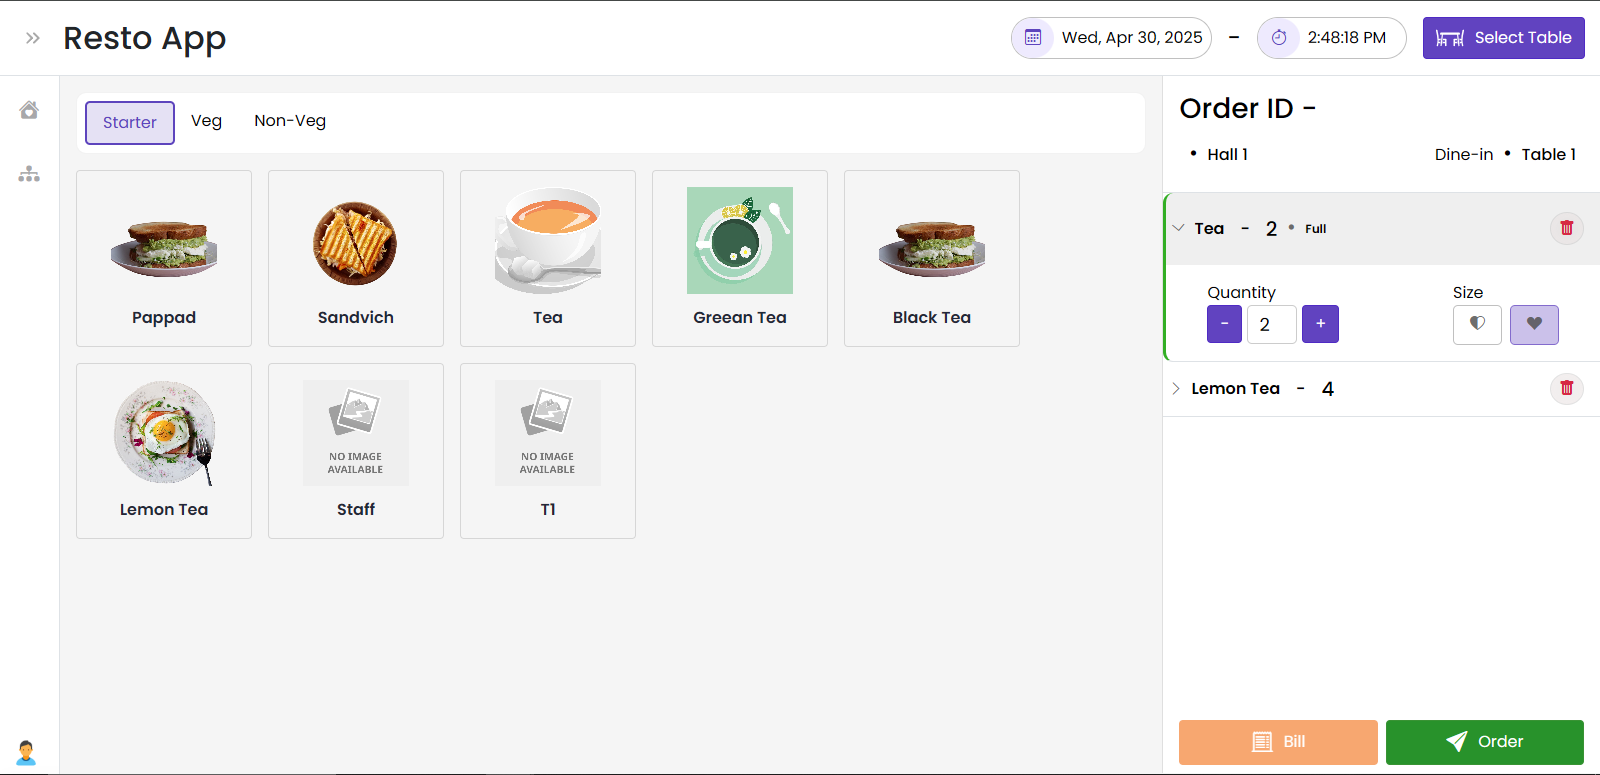 Resto App
Wed, Apr 30, 2025 - 2:48:18 PM
Select Table
Starter Veg Non-Veg
Pappad
Sandvich
Tea
Greean Tea
Black Tea
Lemon Tea
NO IMAGE
AVAILABLE
Staff
NO IMAGE
AVAILABLE
T1
Order ID -
• Hall 1
Dine-in • Table 1
Tea - 2 • Full
Quantity
Size
- 2 +
Lemon Tea - 4
Bill
Order